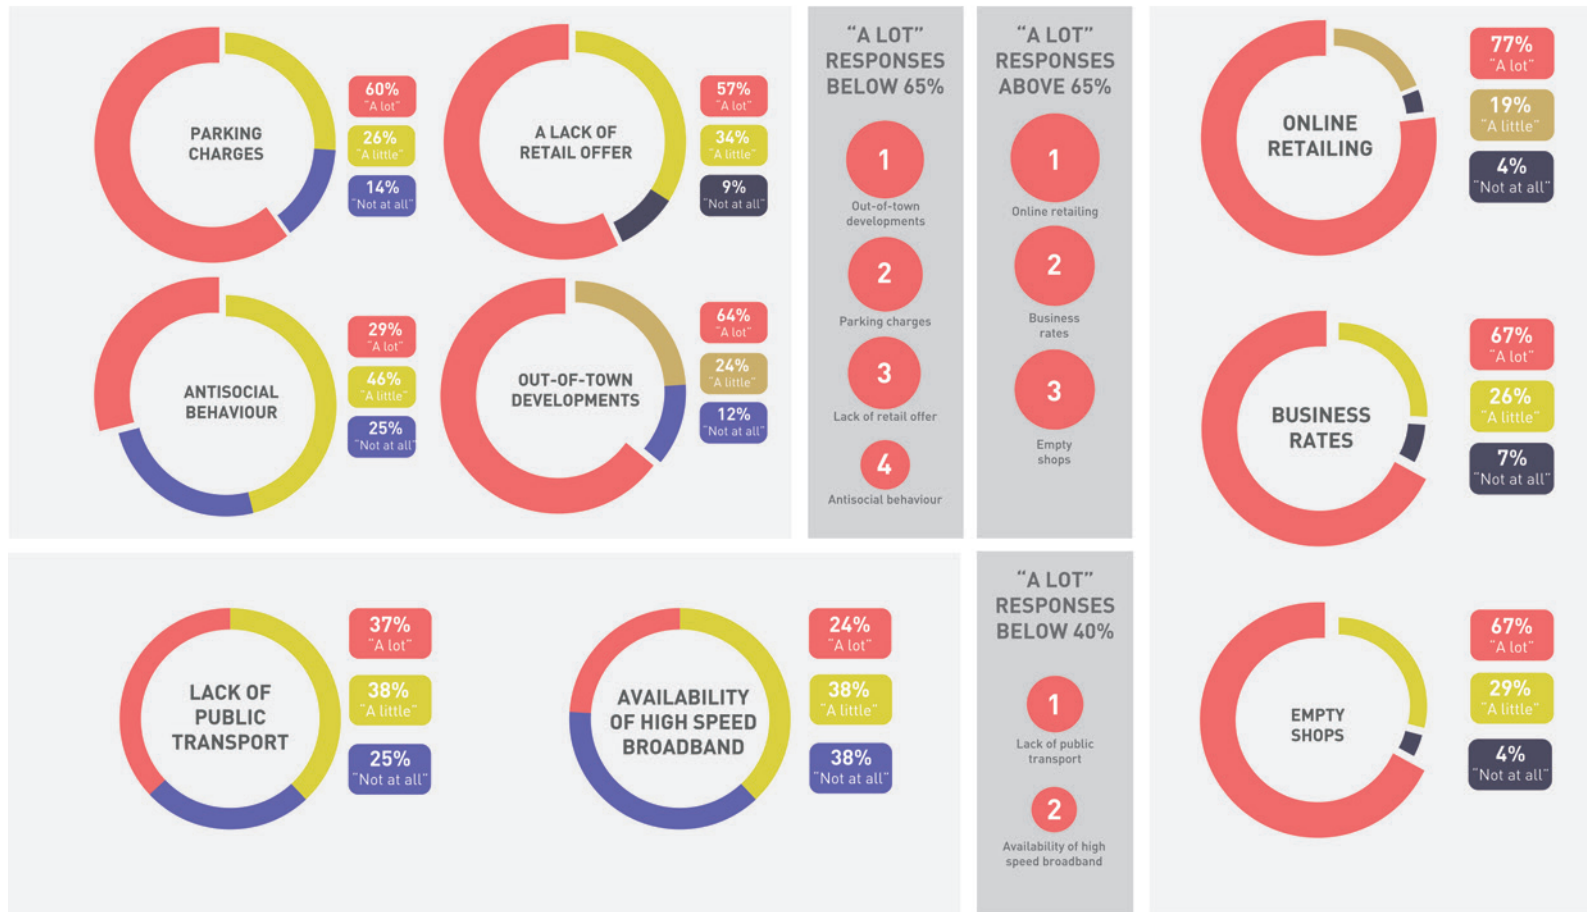 PARKING
CHARGES
60%
"A lot"
26%
"A little"
14%
"Not at all"
A LACK OF
RETAIL OFFER
57%
"A lot"
34%
"A little"
9%
"Not at all"
ANTISOCIAL
BEHAVIOUR
29%
"A lot"
46%
"A little"
25%
"Not at all"
OUT-OF-TOWN
DEVELOPMENTS
64%
"A lot"
24%
"A little"
12%
"Not at all"
"A LOT"
RESPONSES
BELOW 65%
1
Out-of-town
developments
2
Parking charges
3
Lack of retail offer
4
Antisocial behaviour
"A LOT"
RESPONSES
ABOVE 65%
1
Online retailing
2
Business
rates
3
Empty
shops
ONLINE
RETAILING
77%
"A lot"
19%
"A little"
4%
"Not at all"
BUSINESS
RATES
67%
"A lot"
26%
"A little"
7%
"Not at all"
EMPTY
SHOPS
67%
"A lot"
29%
"A little"
4%
"Not at all"
LACK OF
PUBLIC
TRANSPORT
37%
"A lot"
38%
"A little"
25%
"Not at all"
AVAILABILITY
OF HIGH SPEED
BROADBAND
24%
"A lot"
38%
"A little"
38%
"Not at all"
"A LOT"
RESPONSES
BELOW 40%
1
Lack of public
transport
2
Availability of high
speed broadband